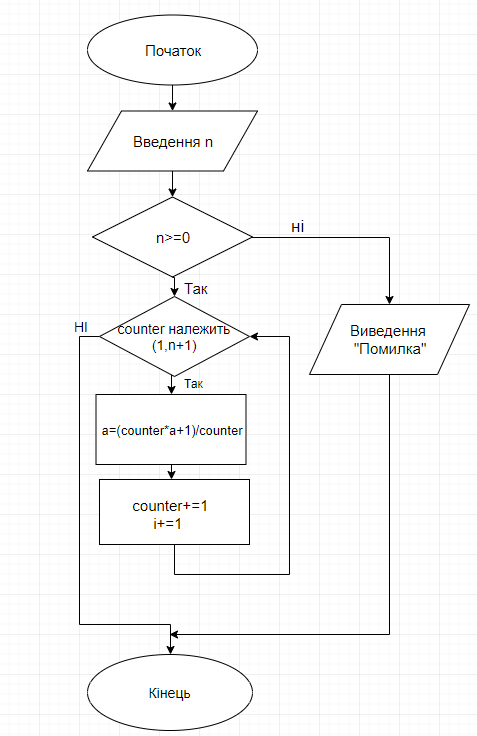 Початок
Введення n
n>=0
ні
Так
НІ
counter належить
(1,n+1)
Виведення
"Помилка"
Так
a=(counter*a+1)/counter
counter+=1
i+=1
Кінець